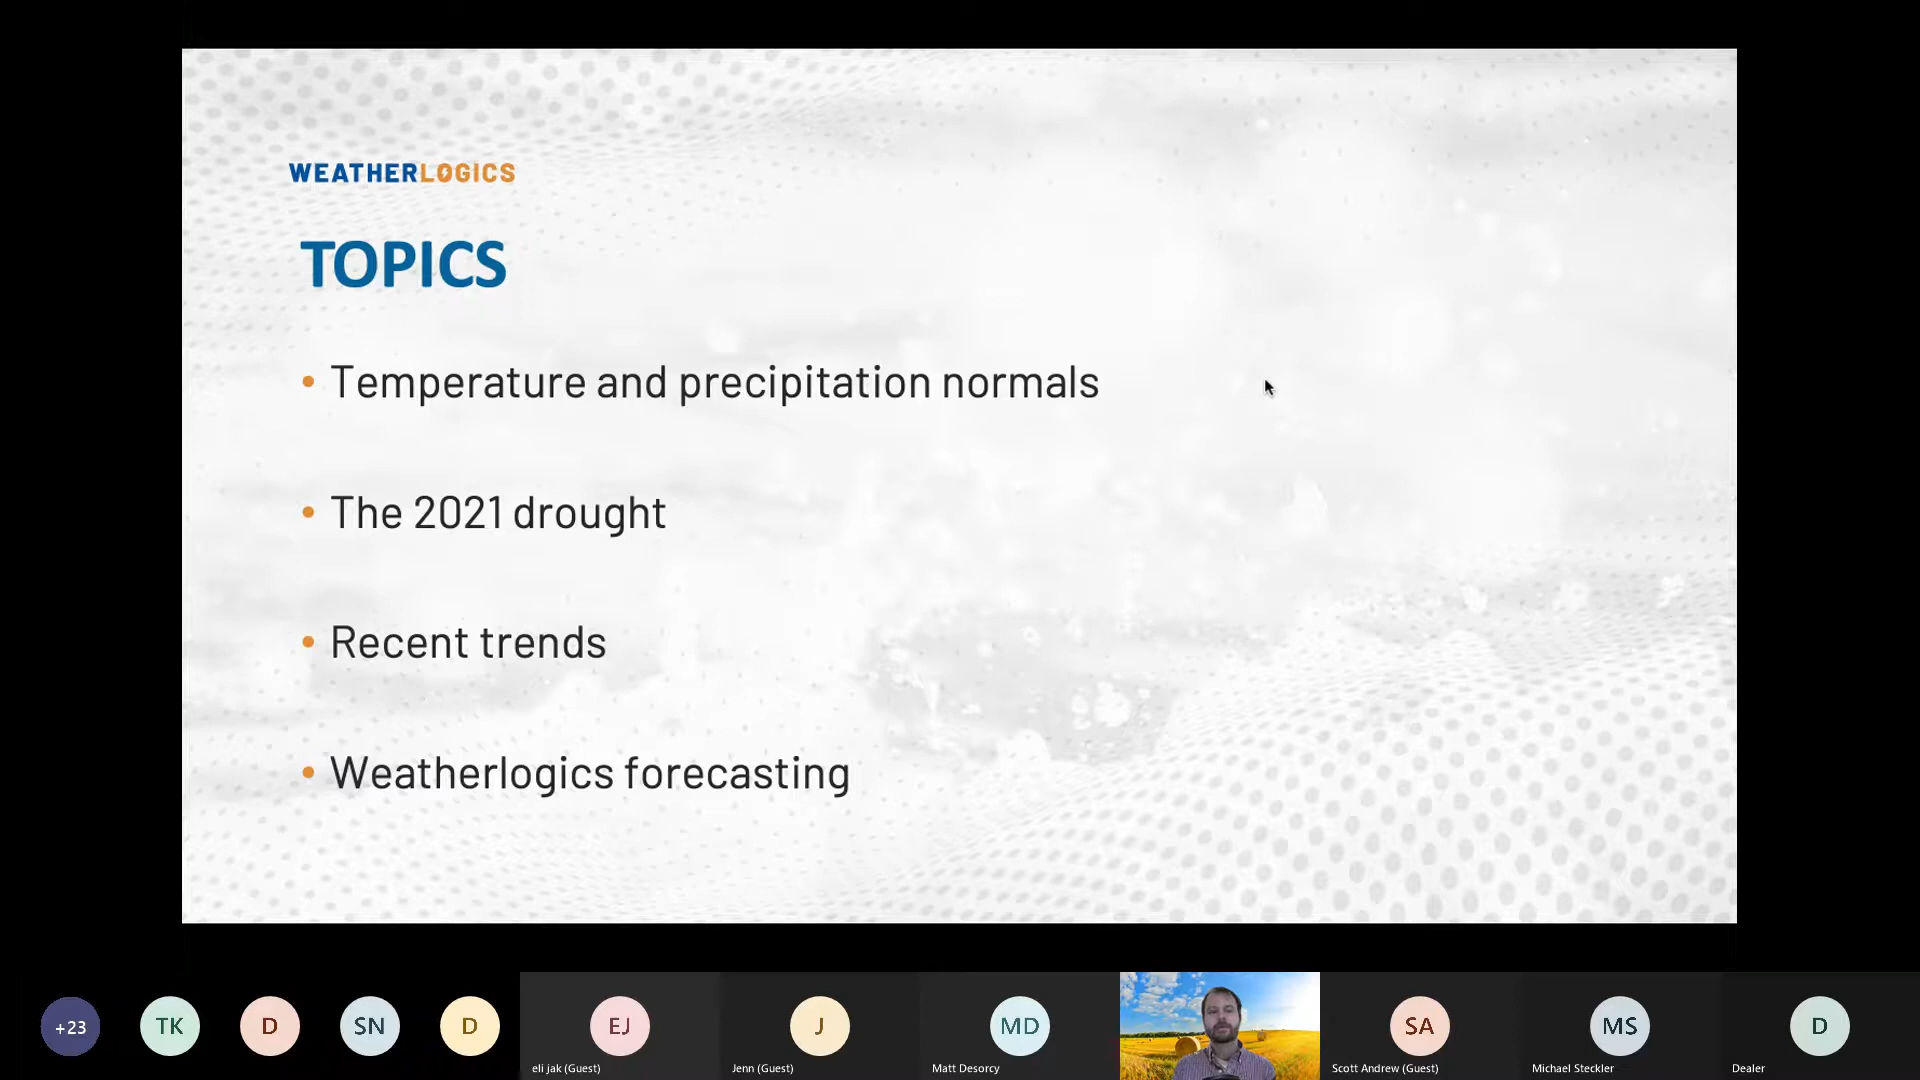 WEATHERLOGICS
TOPICS
• Temperature and precipitation normals
• The 2021 drought
• Recent trends
• Weatherlogics forecasting
+23
TK
D
SN
D
EJ
J
MD
SA
MS
D
eli jak (Guest)
Jenn (Guest)
Matt Desorcy
Scott Andrew (Guest)
Michael Steckler
Dealer